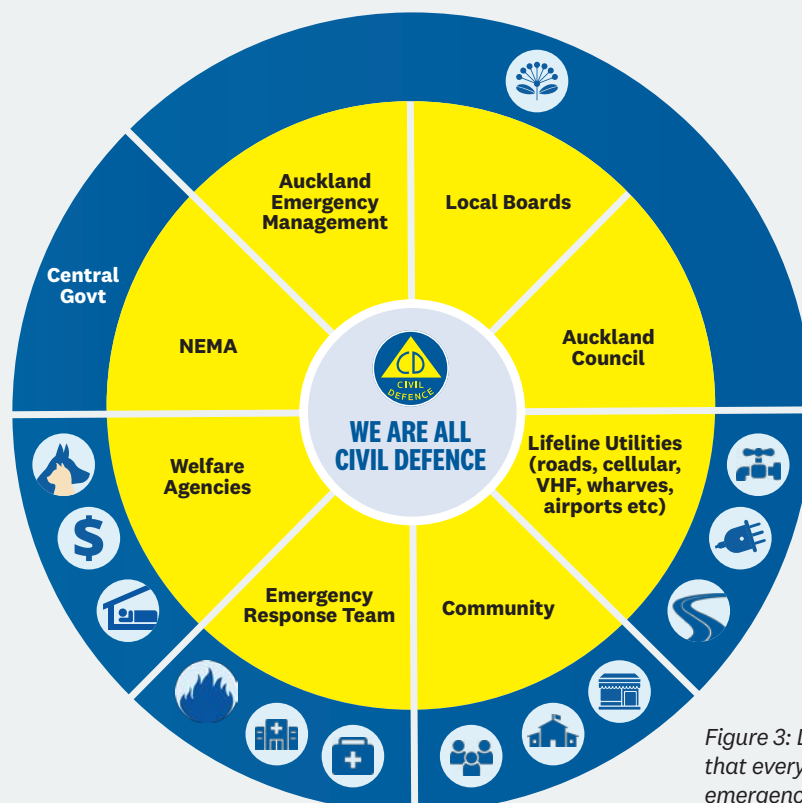 Auckland
Emergency
Management
Local Boards
Central
Govt
NEMA
Auckland
Council
CD
CIVIL
DEFENCE
WE ARE ALL
CIVIL DEFENCE
Welfare
Agencies
Lifeline Utilities
(roads, cellular,
VHF, wharves,
airports etc)
$
Emergency
Response Team
Community
Figure 3:
that every